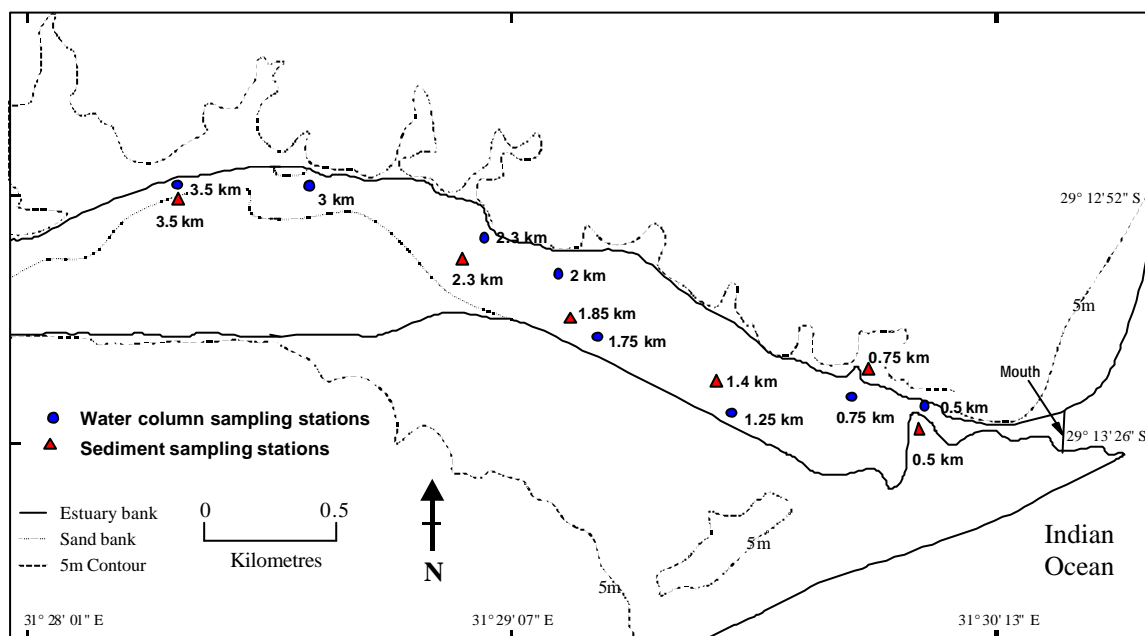 3.5 km
3.5 km
3 km
29° 12'52" S
2.3 km
2.3 km
2 km
5m
1.85 km
1.75 km
0.75 km
Mouth
1.4 km
1.25 km
0.75 km
0.5 km
0.5 km
29° 13'26" S
Water column sampling stations
Sediment sampling stations
Estuary bank
Sand bank
5m Contour
0
0.5
Kilometres
N
5m
5m
Indian
Ocean
31° 28' 01" E
31° 29'07" E
31° 30'13" E